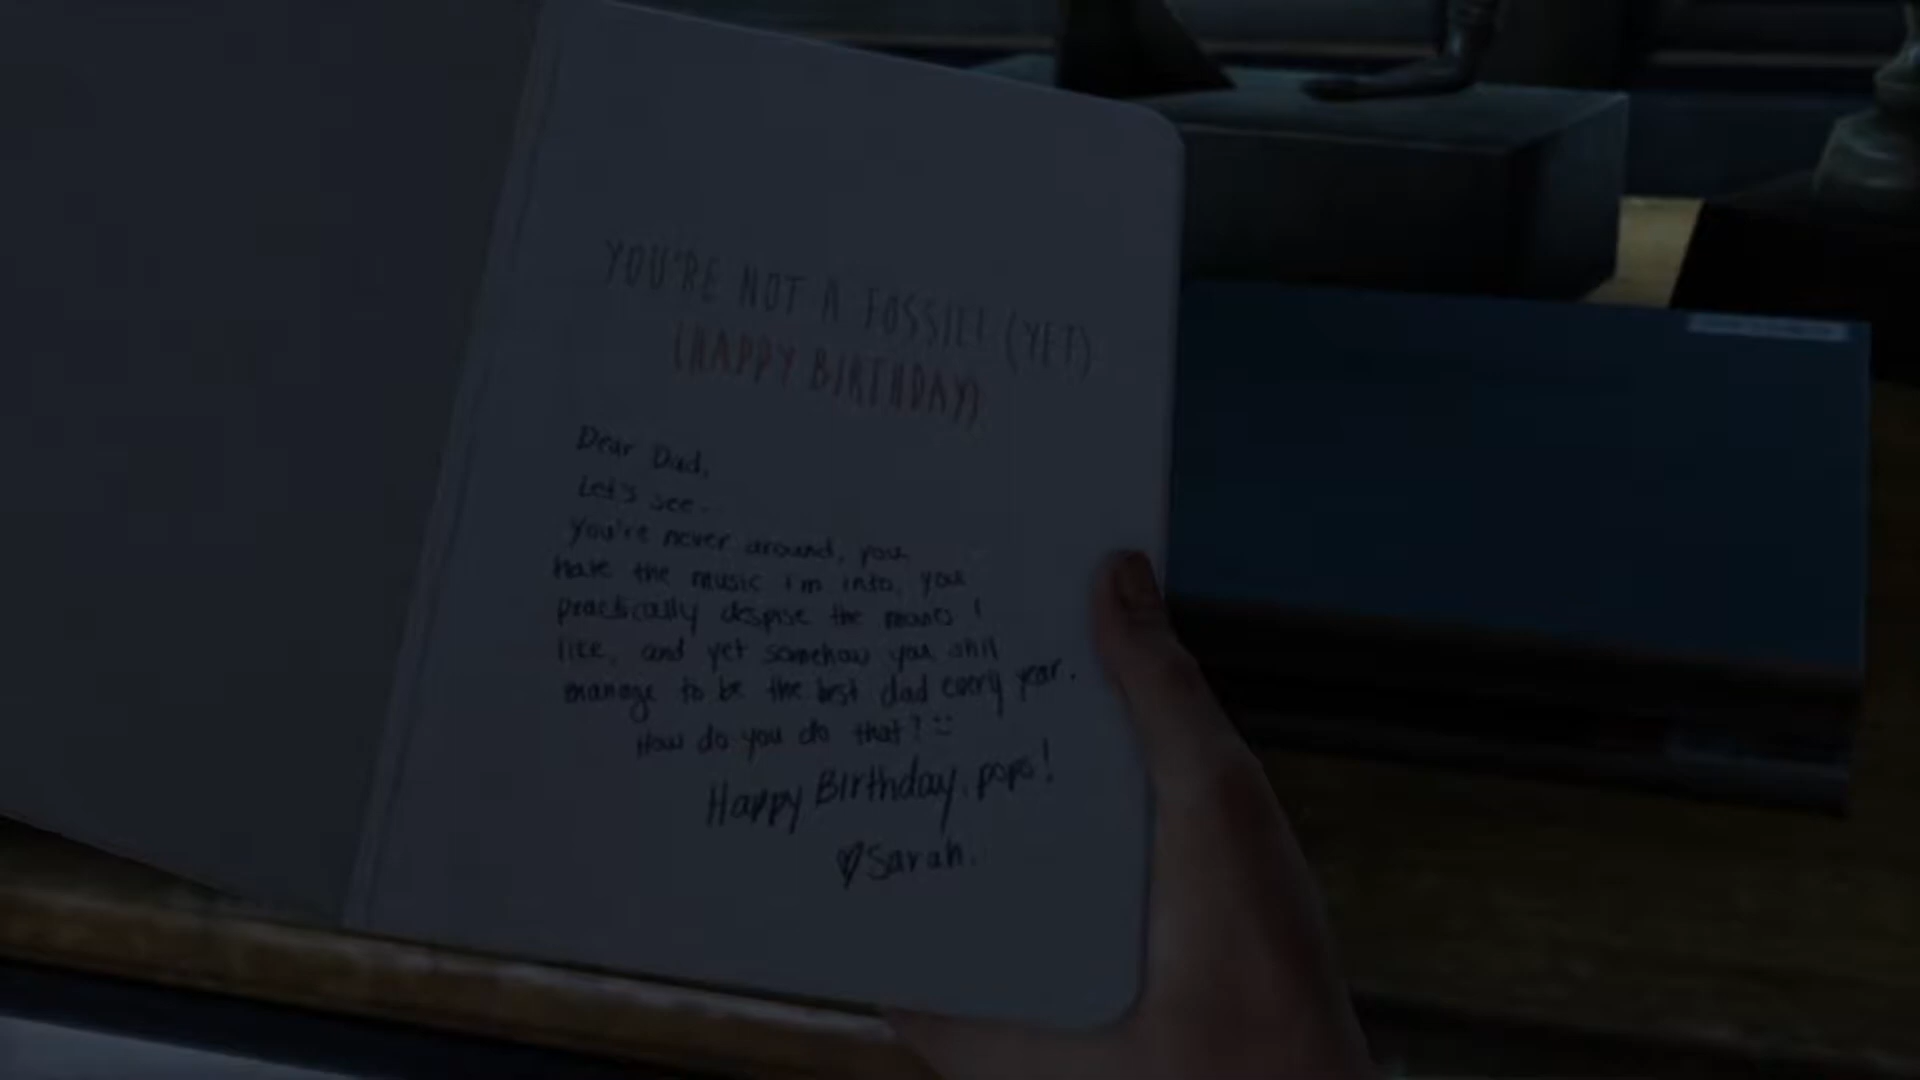 YOU'RE NOT A FOSSIL! (YET)
(HAPPY BIRTHDAY).
Dear Dad,
Let's see.
You're never around, you
hate the music i'm into, you
practically despise the movies I
like, and yet somehow you still
manage to be the best dad every year.
How do you do that? :)
Happy Birthday, pops!
♡ Sarah.